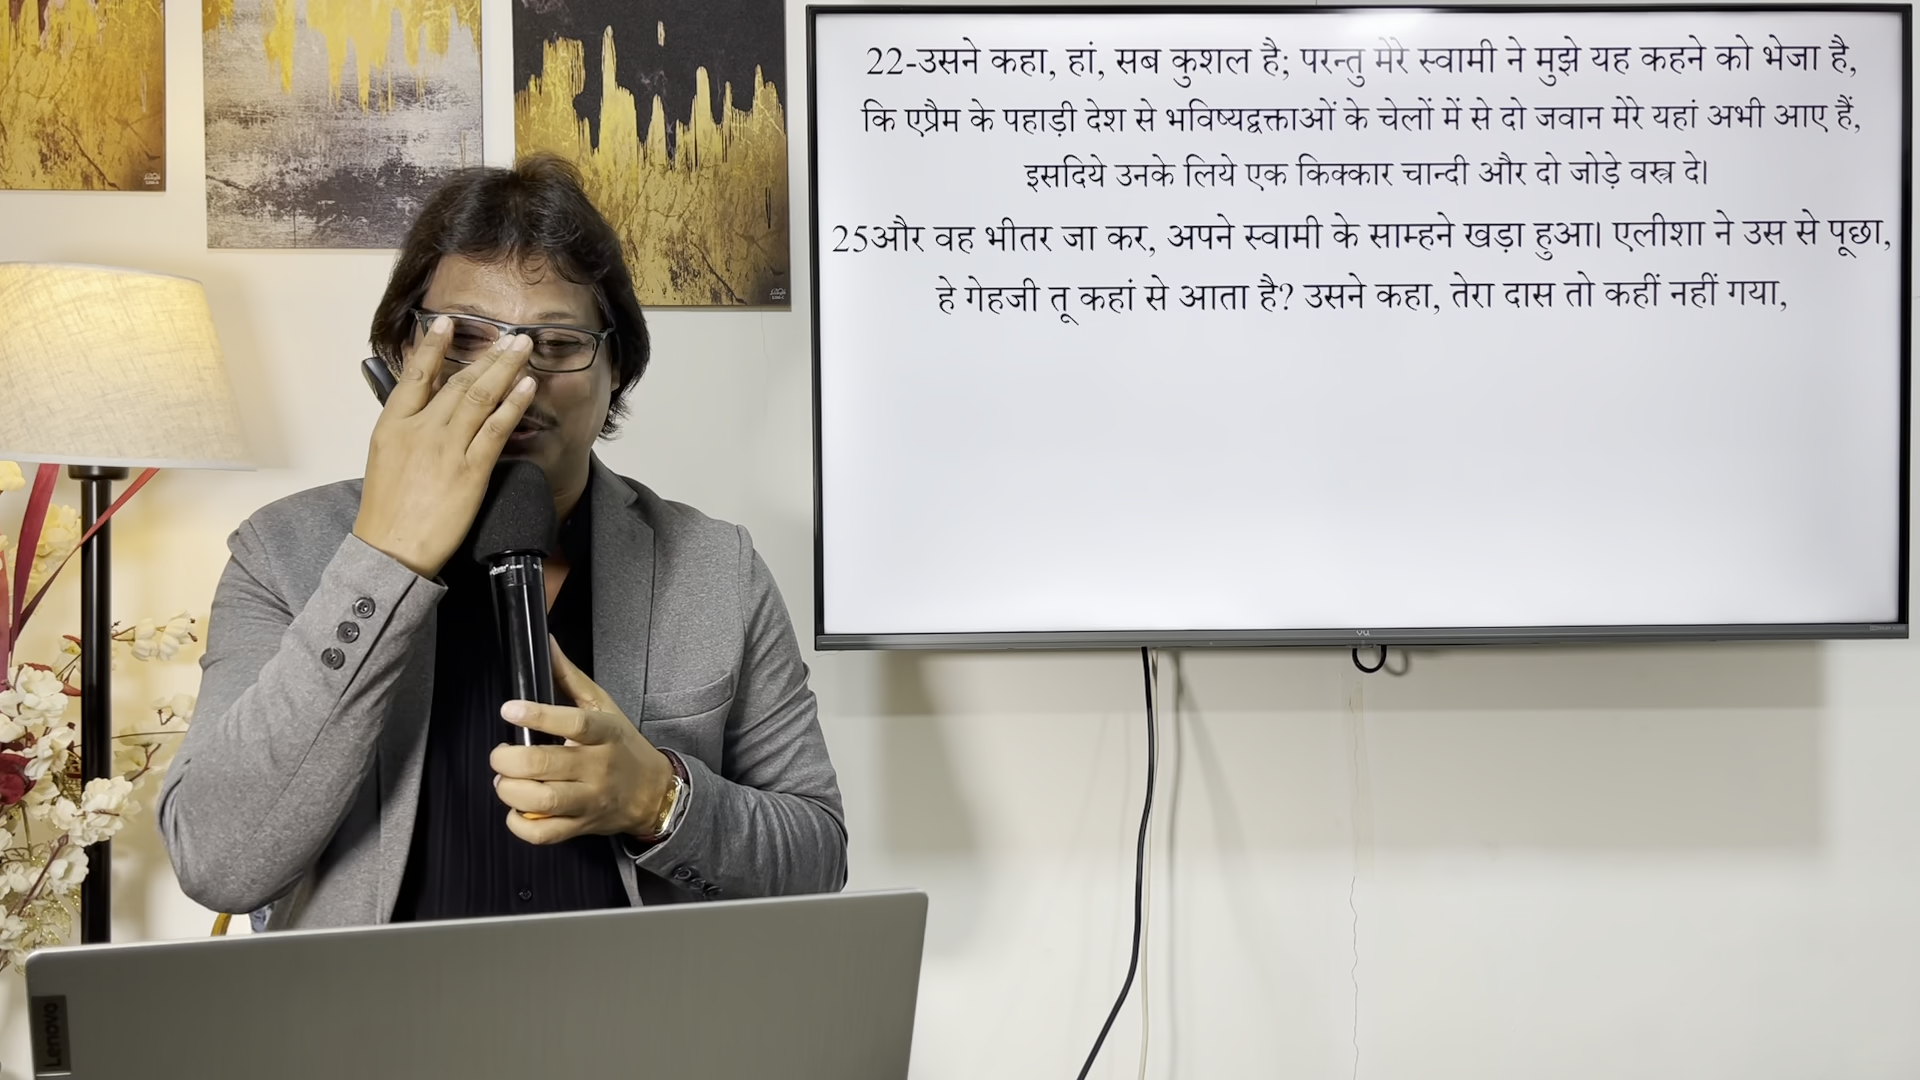 22-उसने कहा, हां, सब कुशल है; परन्तु मेरे स्वामी ने मुझे यह कहने को भेजा है,
कि एप्रैम के पहाड़ी देश से भविष्यद्वक्ताओं के चेलों में से दो जवान मेरे यहां अभी आए हैं,
इसदिये उनके लिये एक किक्कार चान्दी और दो जोड़े वस्त्र दे।
25और वह भीतर जा कर, अपने स्वामी के साम्हने खड़ा हुआ। एलीशा ने उस से पूछा,
हे गेहजी तू कहां से आता है? उसने कहा, तेरा दास तो कहीं नहीं गया,
vu
Lenovo